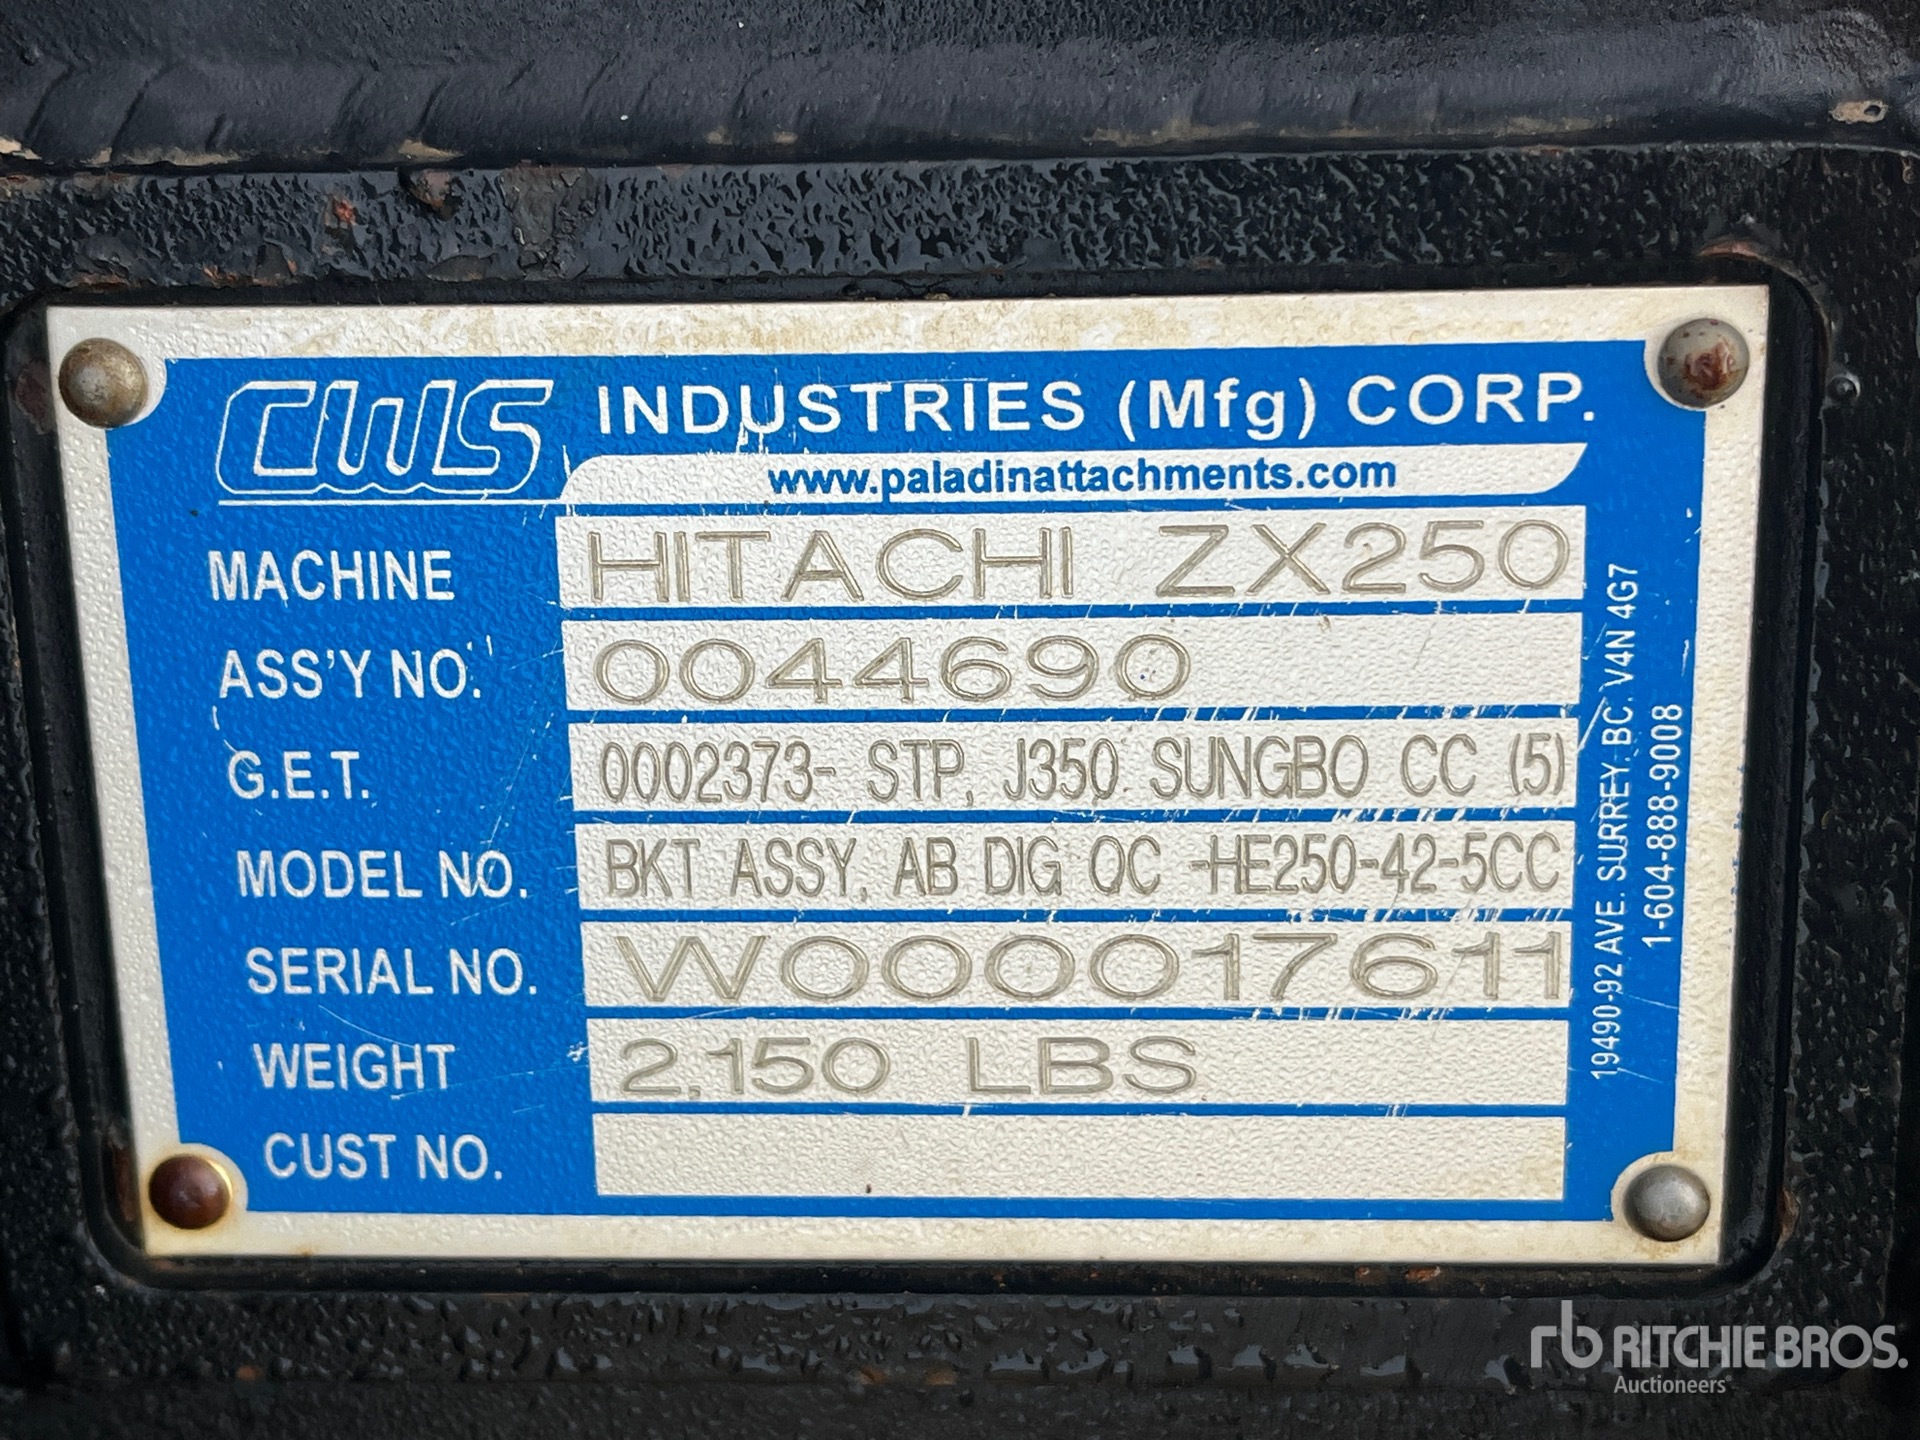 CWS INDUSTRIES (Mfg) CORP.
www.paladinattachments.com
MACHINE HITACHI ZX250
ASS'Y NO. 0044690
G.E.T. 0002373- STP, J350 SUNGBO CC (5)
MODEL NO. BKT ASSY, AB DIG QC -HE250-42-5CC
SERIAL NO. W000017611
WEIGHT 2,150 LBS
CUST NO.
19490-92 AVE. SURREY. BC. V4N 4G7
1-604-888-9008
rb RITCHIE BROS.
Auctioneers